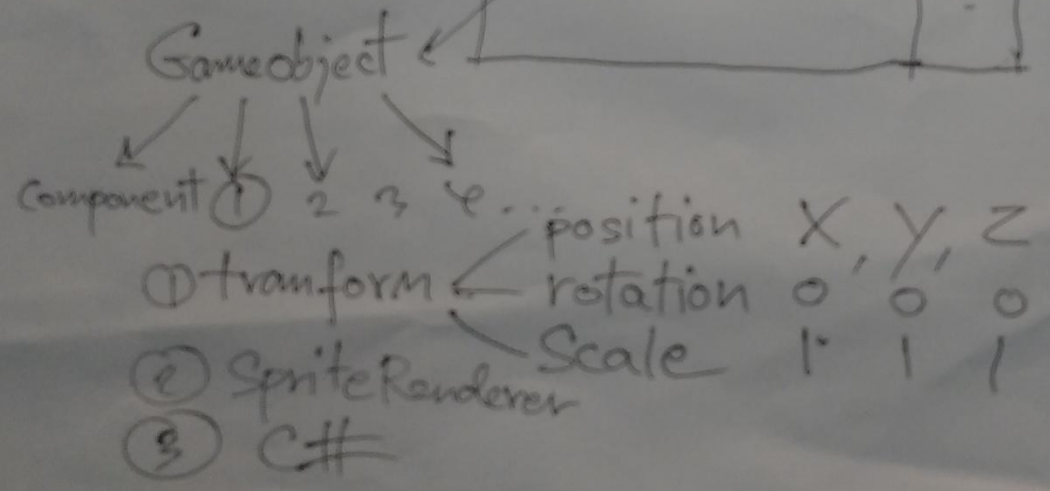 Gameobject
Component ① 2 3 4 ...
position X, Y, Z
① tranform rotation 0 0 0
Scale 1 1 1
② SpriteRenderer
③ C#